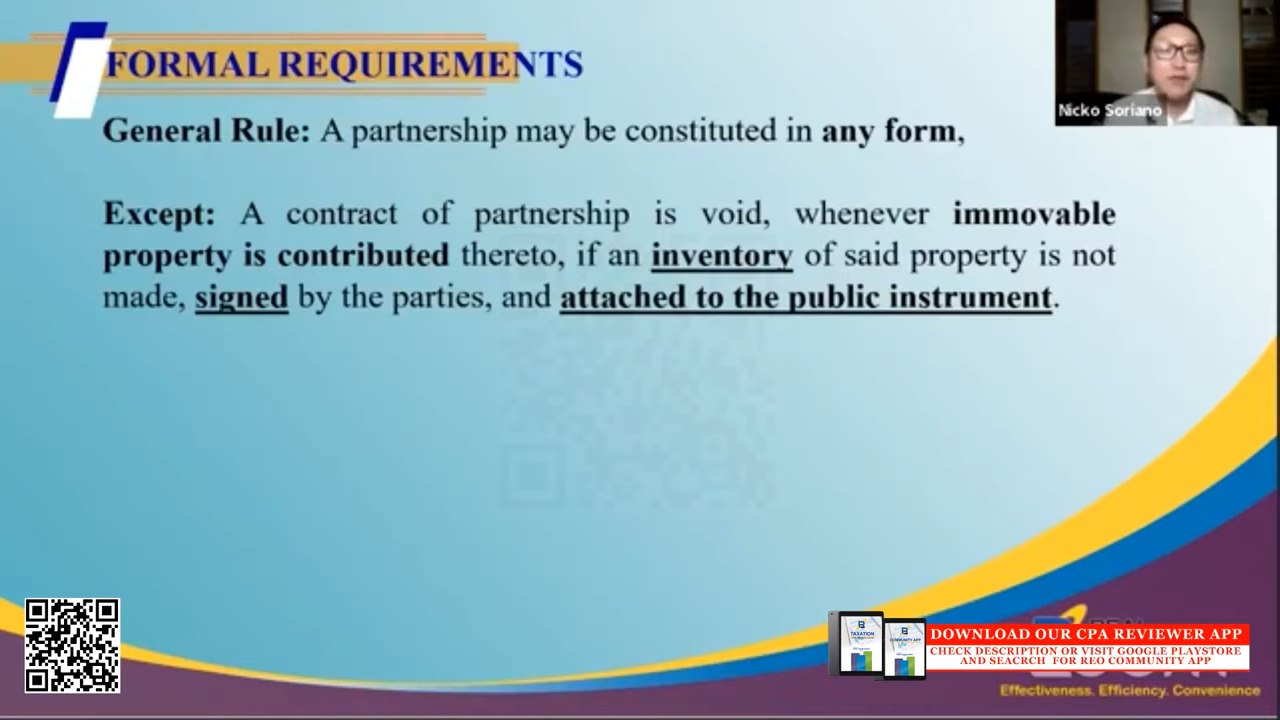 FORMAL REQUIREMENTS
Nicko Soriano
General Rule: A partnership may be constituted in any form,
Except: A contract of partnership is void, whenever immovable
property is contributed thereto, if an inventory of said property is not
made, signed by the parties, and attached to the public instrument.
TAXATION
COMMUNITY APP
DOWNLOAD OUR CPA REVIEWER APP
CHECK DESCRIPTION OR VISIT GOOGLE PLAYSTORE
AND SEACRCH FOR REO COMMUNITY APP
Effectiveness. Efficiency. Convenience